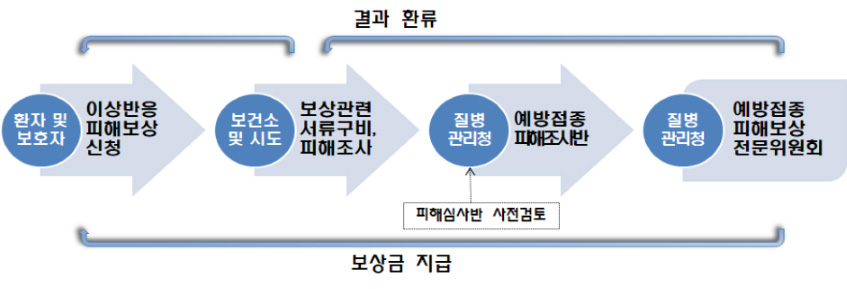 결과 환류
환자 및
보호자
이상반응
피해보상
신청
보건소
및 시도
보상관련
서류구비,
피해조사
질병
관리청
예방접종
피해조사반
질병
관리청
예방접종
피해보상
전문위원회
피해심사반 사전검토
보상금 지급